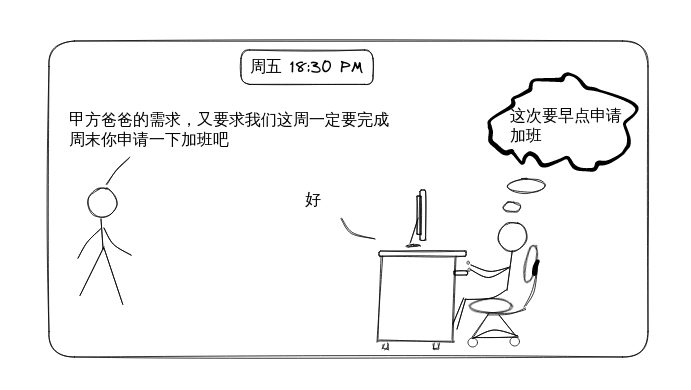 周五 18:30 PM
甲方爸爸的需求，又要求我们这周一定要完成
周末你申请一下加班吧
这次要早点申请
加班
好